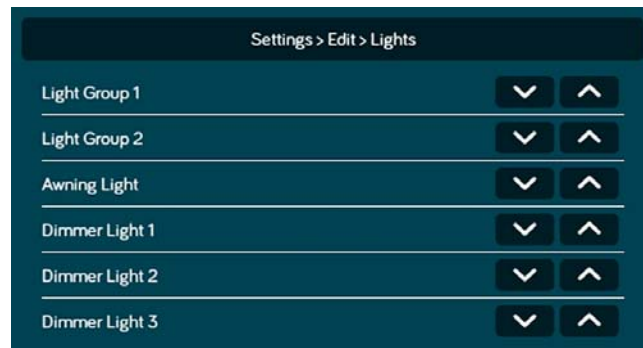 Settings > Edit > Lights
Light Group 1
Light Group 2
Awning Light
Dimmer Light 1
Dimmer Light 2
Dimmer Light 3